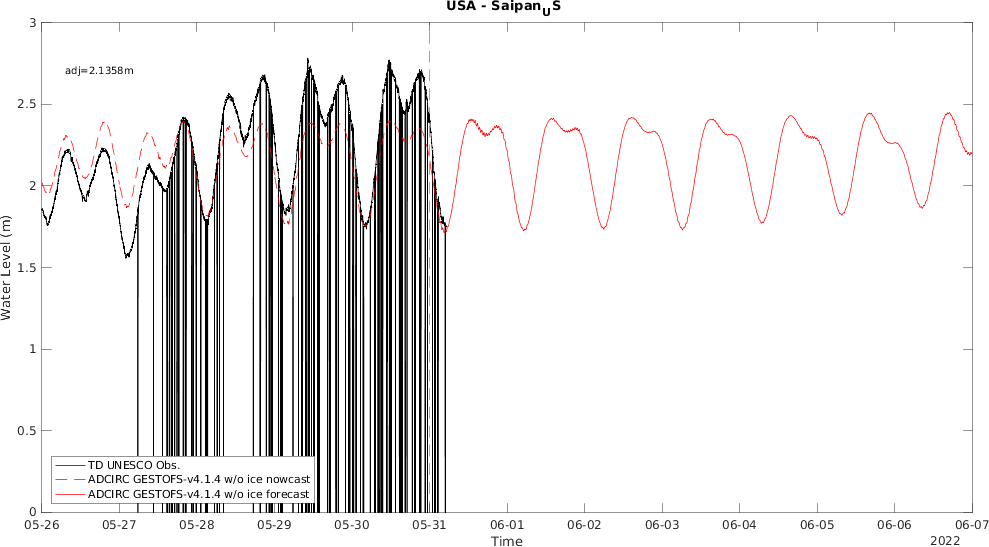 USA - Saipan_US
3
adj=2.1358m
2.5
2
1.5
1
0.5
0
Water Level (m)
TD UNESCO Obs.
ADCIRC GESTOFS-v4.1.4 w/o ice nowcast
ADCIRC GESTOFS-v4.1.4 w/o ice forecast
05-26 05-27 05-28 05-29 05-30 05-31 06-01 06-02 06-03 06-04 06-05 06-06 06-07
Time
2022